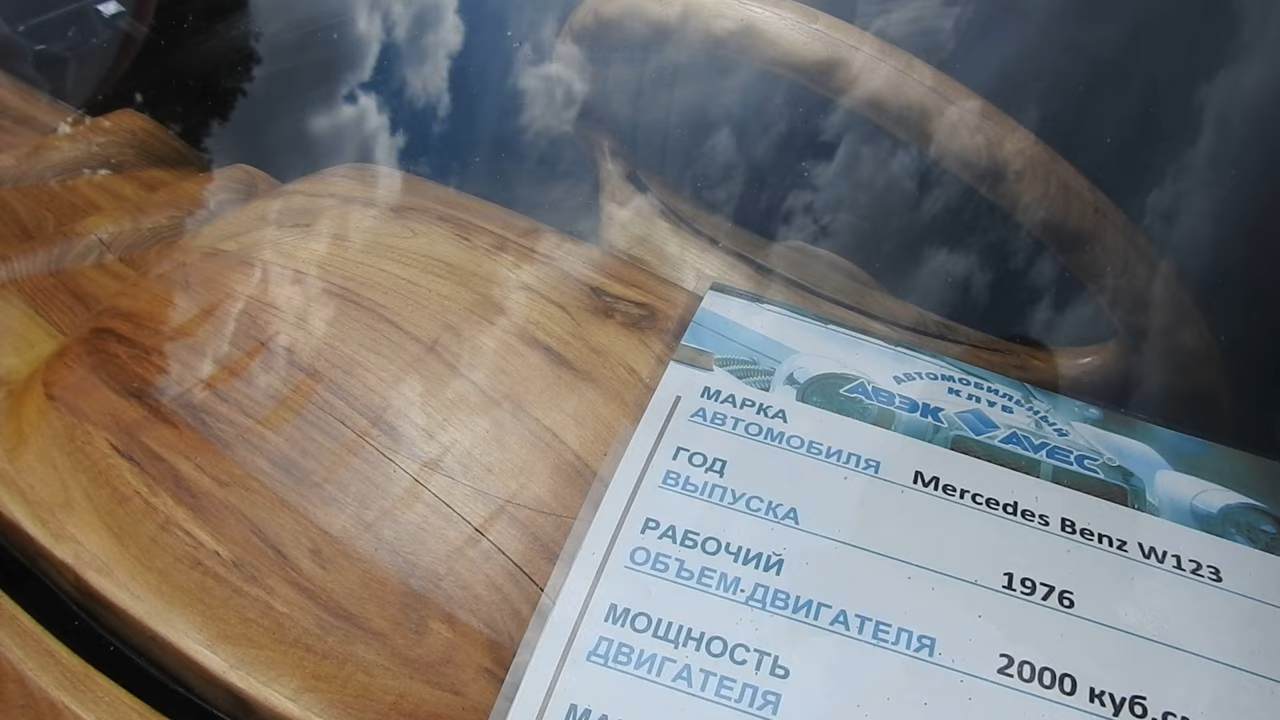 АВТОМОБИЛЬНЫЙ
КЛУБ
АВЭК AVEC®
МАРКА
АВТОМОБИЛЯ Mercedes Benz W123
ГОД
ВЫПУСКА 1976
РАБОЧИЙ
ОБЪЕМ ДВИГАТЕЛЯ 2000 куб.с
МОЩНОСТЬ
ДВИГАТЕЛЯ